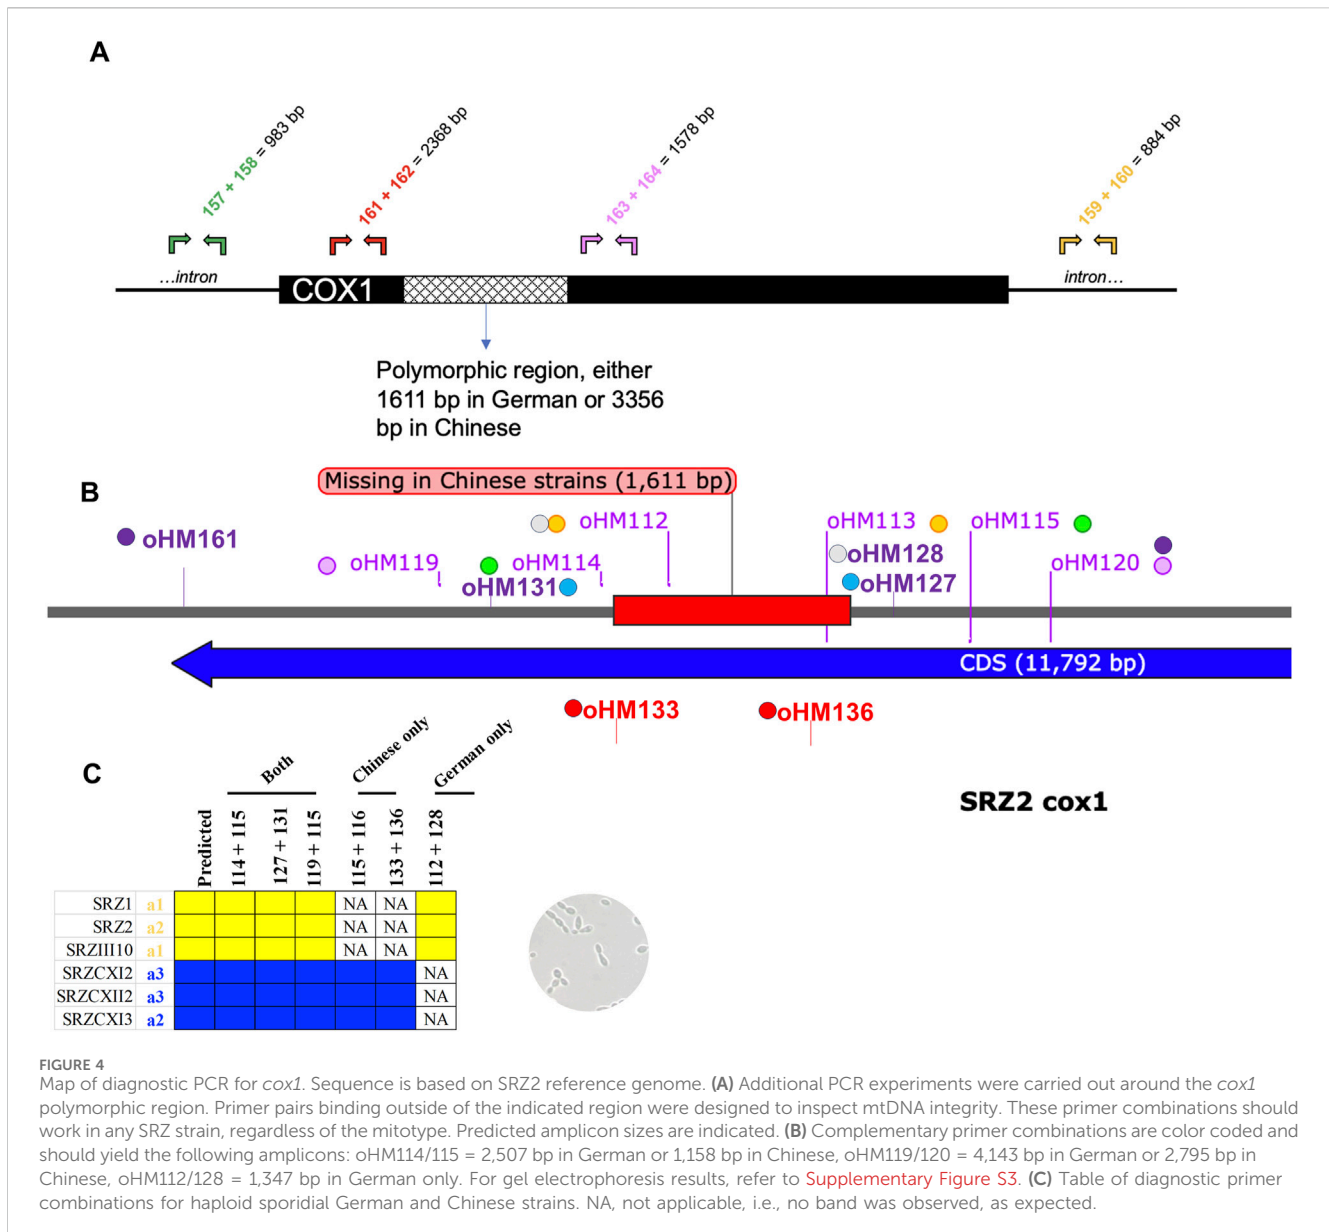 A
157 + 158 = 983 bp
161 + 162 = 2368 bp
163 + 164 = 1578 bp
159 + 160 = 884 bp
...intron
COX1
intron...
Polymorphic region, either
1611 bp in German or 3356
bp in Chinese
B
Missing in Chinese strains (1,611 bp)
oHM161
oHM119
oHM131
oHM114
oHM112
oHM113
oHM128
oHM127
oHM115
oHM120
CDS (11,792 bp)
oHM133
oHM136
SRZ2 cox1
C
Both
Chinese only
German only
Predicted
114 + 115
127 + 131
119 + 115
115 + 116
133 + 136
112 + 128
SRZ1 a1 NA NA
SRZ2 a2 NA NA
SRZIII10 a1 NA NA
SRZCXI2 a3 NA
SRZCXII2 a3 NA
SRZCXI3 a2 NA
FIGURE 4
Map of diagnostic PCR for cox1. Sequence is based on SRZ2 reference genome. (A) Additional PCR experiments were carried out around the cox1
polymorphic region. Primer pairs binding outside of the indicated region were designed to inspect mtDNA integrity. These primer combinations should
work in any SRZ strain, regardless of the mitotype. Predicted amplicon sizes are indicated. (B) Complementary primer combinations are color coded and
should yield the following amplicons: oHM114/115 = 2,507 bp in German or 1,158 bp in Chinese, oHM119/120 = 4,143 bp in German or 2,795 bp in
Chinese, oHM112/128 = 1,347 bp in German only. For gel electrophoresis results, refer to Supplementary Figure S3. (C) Table of diagnostic primer
combinations for haploid sporidial German and Chinese strains. NA, not applicable, i.e., no band was observed, as expected.